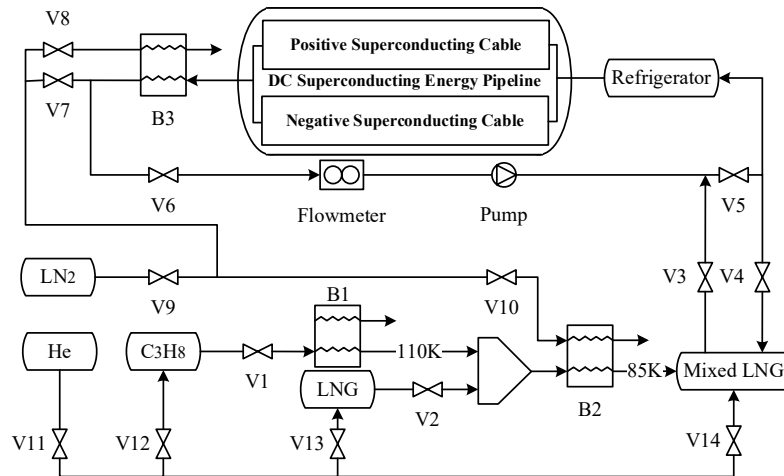 V8
Positive Superconducting Cable
DC Superconducting Energy Pipeline
Refrigerator
V7
B3
Negative Superconducting Cable
V6
Flowmeter
Pump
V5
LN2
V9
V10
V3
V4
B1
He
C3H8
110K
V1
LNG
V2
85K
Mixed LNG
B2
V11
V12
V13
V14